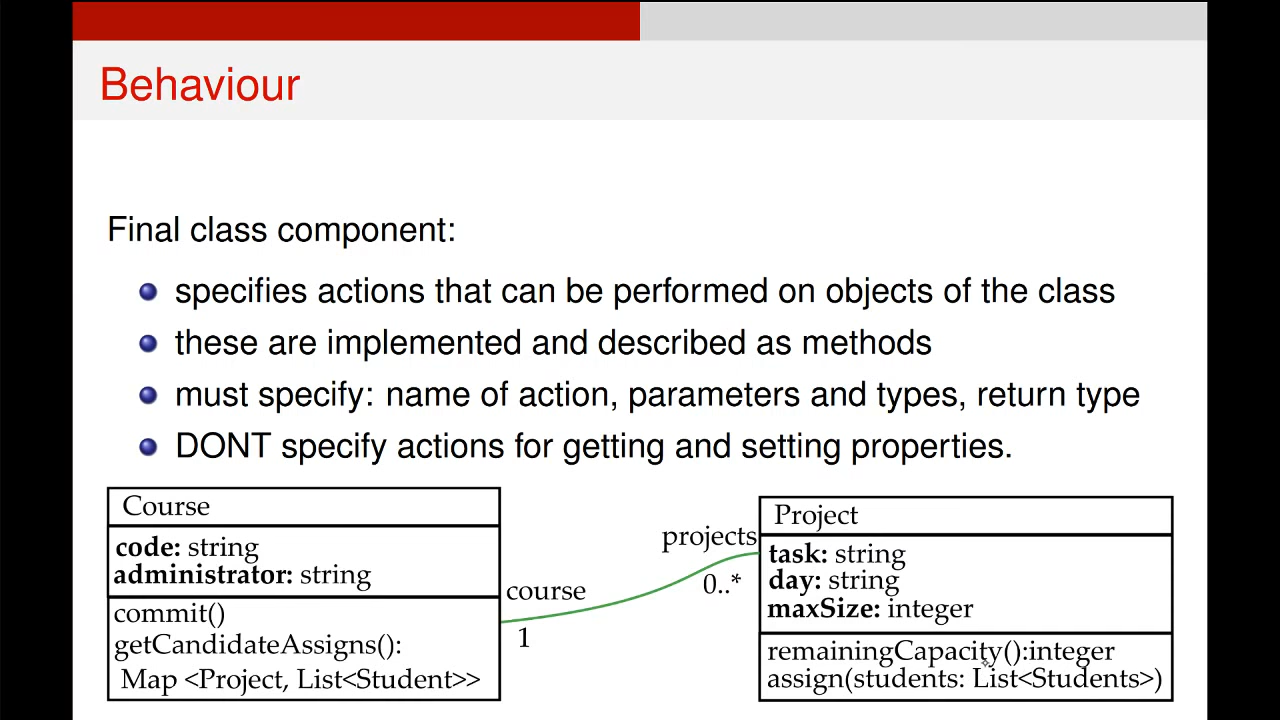 Behaviour
Final class component:
specifies actions that can be performed on objects of the class
these are implemented and described as methods
must specify: name of action, parameters and types, return type
DONT specify actions for getting and setting properties.
Course
code: string
administrator: string
commit()
getCandidateAssigns():
Map <Project, List<Student>>
course
1
projects
0..*
Project
task: string
day: string
maxSize: integer
remainingCapacity():integer
assign(students: List<Students>)